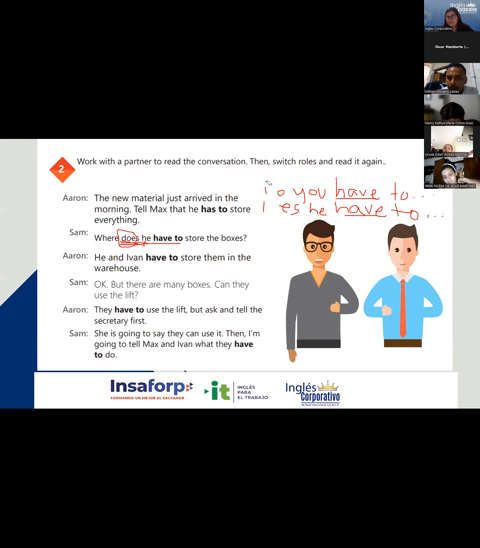 Inglés Corporativo
Inglés Corporativo
2
Work with a partner to read the conversation. Then, switch roles and read it again..
Aaron: The new material just arrived in the
morning. Tell Max that he has to store
everything.
Sam: Where does he have to store the boxes?
Aaron: He and Ivan have to store them in the
warehouse.
Sam: OK. But there are many boxes. Can they
use the lift?
Aaron: They have to use the lift, but ask and tell the
secretary first.
Sam: She is going to say they can use it. Then, I'm
going to tell Max and Ivan what they have
to do.
o you have to...
es he have to...
Insaforp
FORMANDO UN MEJOR EL SALVADOR
it
INGLÉS
PARA
EL TRABAJO
Inglés
Corporativo